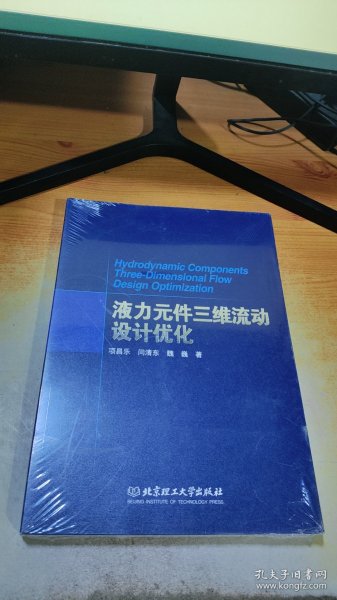 Hydrodynamic Components
Three-Dimensional Flow
Design Optimization
液力元件三维流动
设计优化
项昌乐 闫清东 魏巍 著
北京理工大学出版社
BEIJING INSTITUTE OF TECHNOLOGY PRESS
孔夫子旧书网
www.kongfz.com